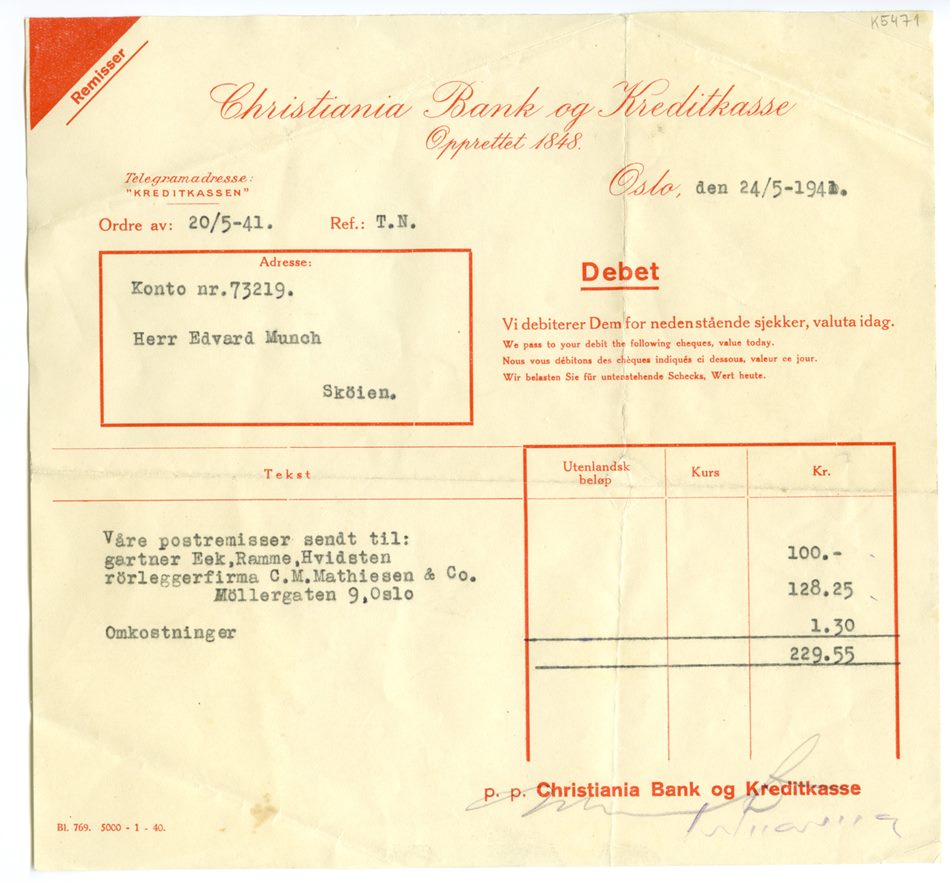 K5471
Remisser
Christiania Bank og Kreditkasse
Opprettet 1848.
Telegramadresse:
"KREDITKASSEN"
Oslo, den 24/5-1941.
Ordre av: 20/5-41. Ref.: T.N.
Adresse:
Konto nr.73219.
Herr Edvard Munch
Sköien.
Debet
Vi debiterer Dem for nedenstående sjekker, valuta idag.
We pass to your debit the following cheques, value today.
Nous vous débitons des chèques indiqués ci dessous, valeur ce jour.
Wir belasten Sie für untenstehende Schecks, Wert heute.
Tekst Utenlandsk beløp Kurs Kr.
Våre postremisser sendt til:
gartner Eek,Ramme,Hvidsten 100.-
rörleggerfirma C.M.Mathiesen & Co.
Möllergaten 9,Oslo 128.25
Omkostninger 1.30
229.55
p. p. Christiania Bank og Kreditkasse
Bl. 769. 5000 - 1 - 40.